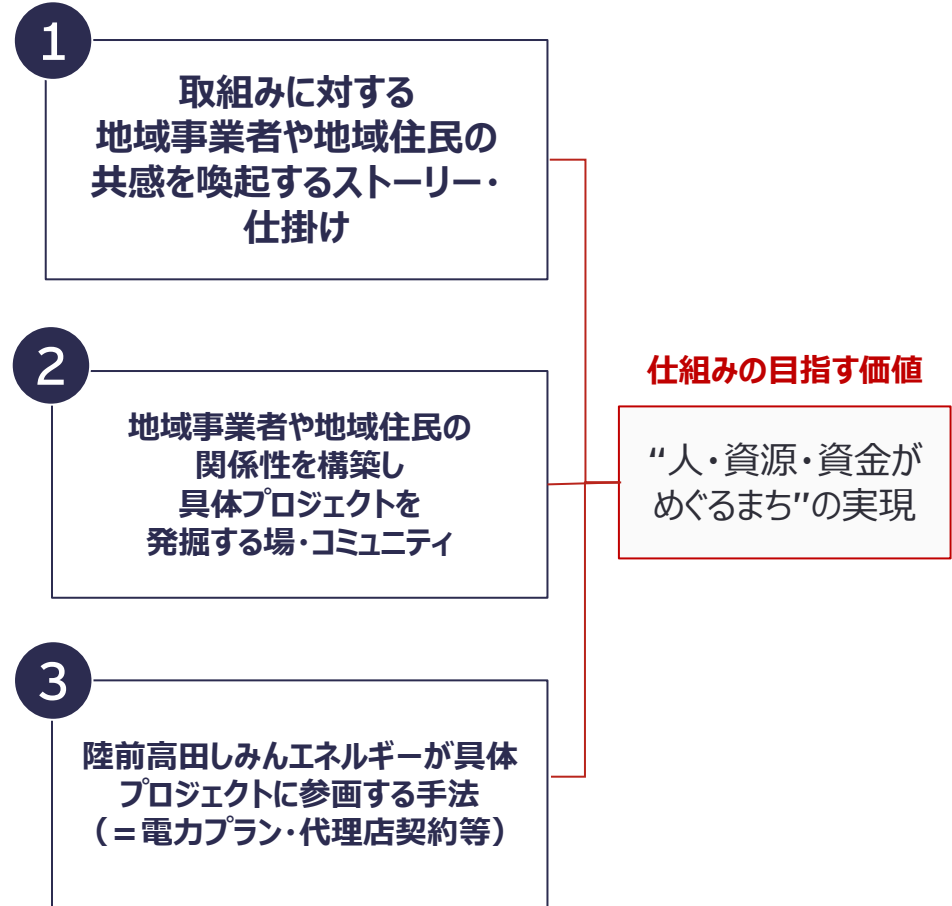 1
取組みに対する
地域事業者や地域住民の
共感を喚起するストーリー・
仕掛け
2
地域事業者や地域住民の
関係性を構築し
具体プロジェクトを
発掘する場・コミュニティ
3
陸前高田しみんエネルギーが具体
プロジェクトに参画する手法
（=電力プラン・代理店契約等）
仕組みの目指す価値
“人・資源・資金が
めぐるまち”の実現